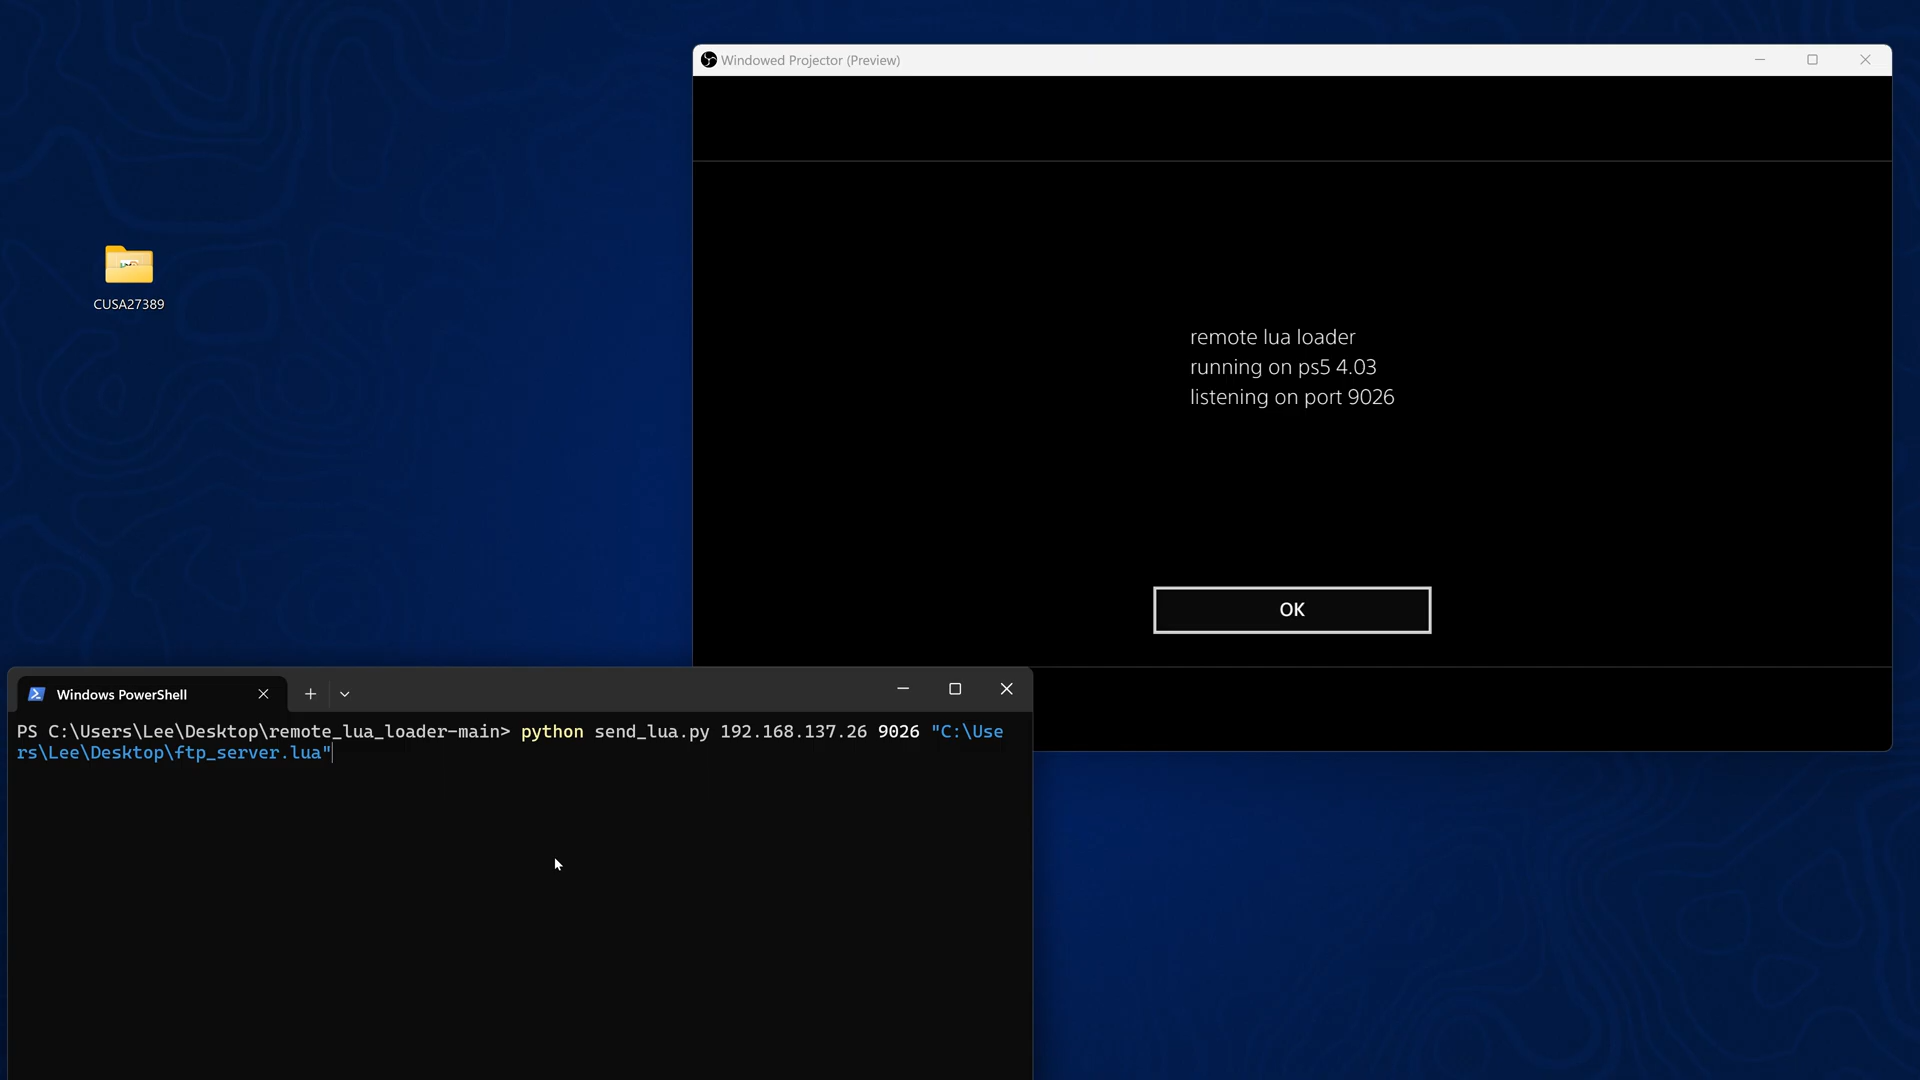 Windowed Projector (Preview)
remote lua loader
running on ps5 4.03
listening on port 9026
OK
CUSA27389
Windows PowerShell
PS C:\Users\Lee\Desktop\remote_lua_loader-main> python send_lua.py 192.168.137.26 9026 "C:\Use
rs\Lee\Desktop\ftp_server.lua"